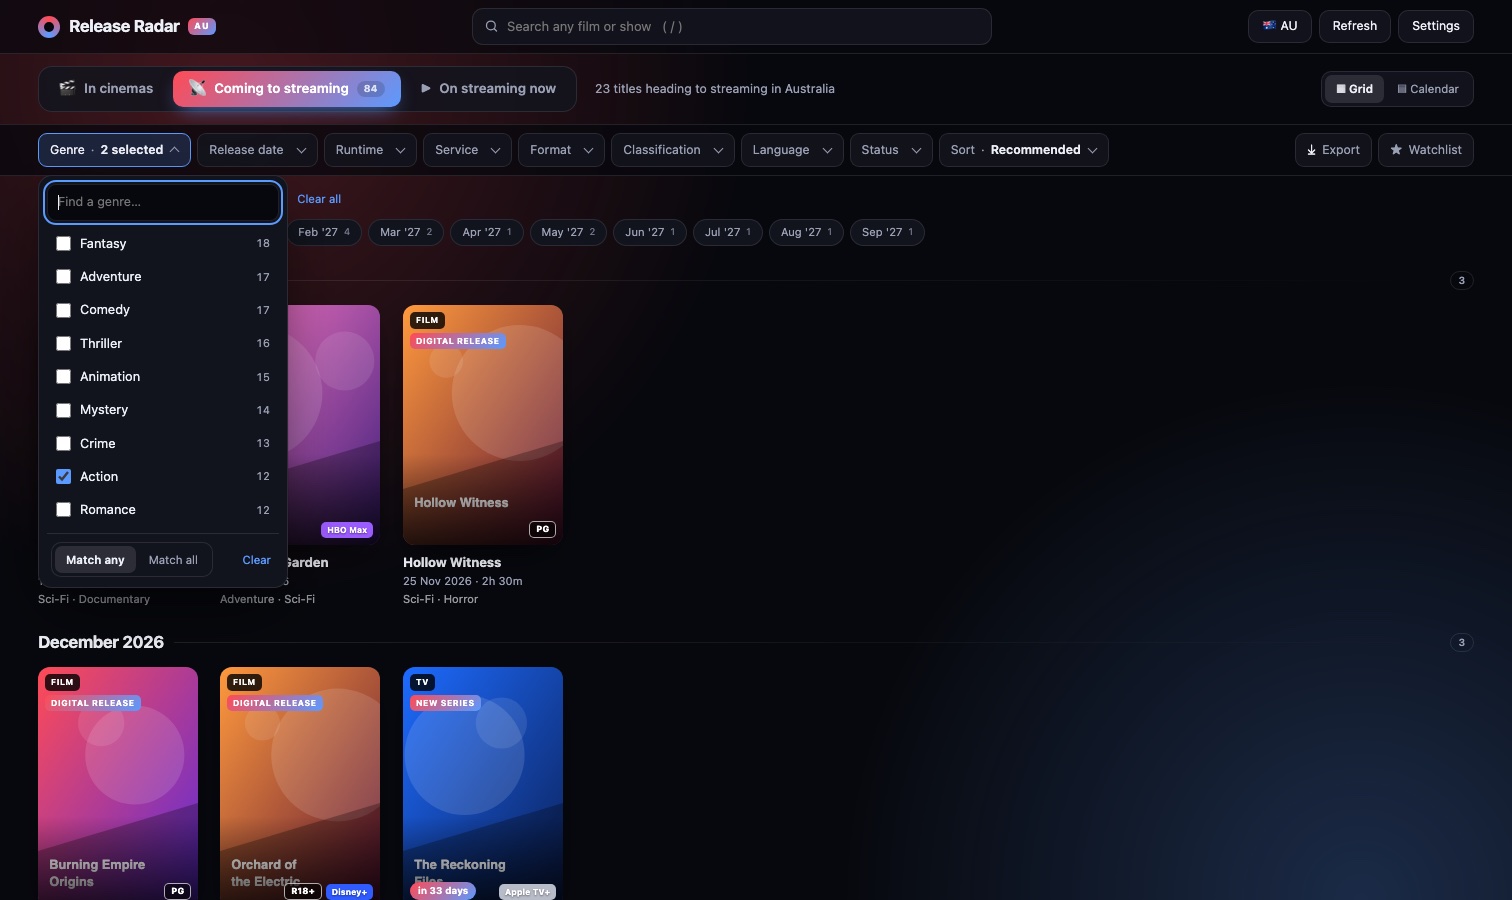 Release Radar AU
Search any film or show ( / )
AU
Refresh
Settings
In cinemas
Coming to streaming 84
On streaming now
23 titles heading to streaming in Australia
Grid
Calendar
Genre · 2 selected
Release date
Runtime
Service
Format
Classification
Language
Status
Sort · Recommended
Export
Watchlist
Find a genre...
Clear all
Feb '27 4
Mar '27 2
Apr '27 1
May '27 2
Jun '27 1
Jul '27 1
Aug '27 1
Sep '27 1
Fantasy 18
Adventure 17
Comedy 17
Thriller 16
Animation 15
Mystery 14
Crime 13
Action 12
Romance 12
Match any
Match all
Clear
3
HBO Max
FILM
DIGITAL RELEASE
Hollow Witness
PG
Garden
Hollow Witness
25 Nov 2026 · 2h 30m
Sci-Fi · Documentary
Adventure · Sci-Fi
Sci-Fi · Horror
December 2026
3
FILM
DIGITAL RELEASE
Burning Empire
Origins
PG
FILM
DIGITAL RELEASE
Orchard of
the Electric
R18+
Disney+
TV
NEW SERIES
The Reckoning
Files
in 33 days
Apple TV+